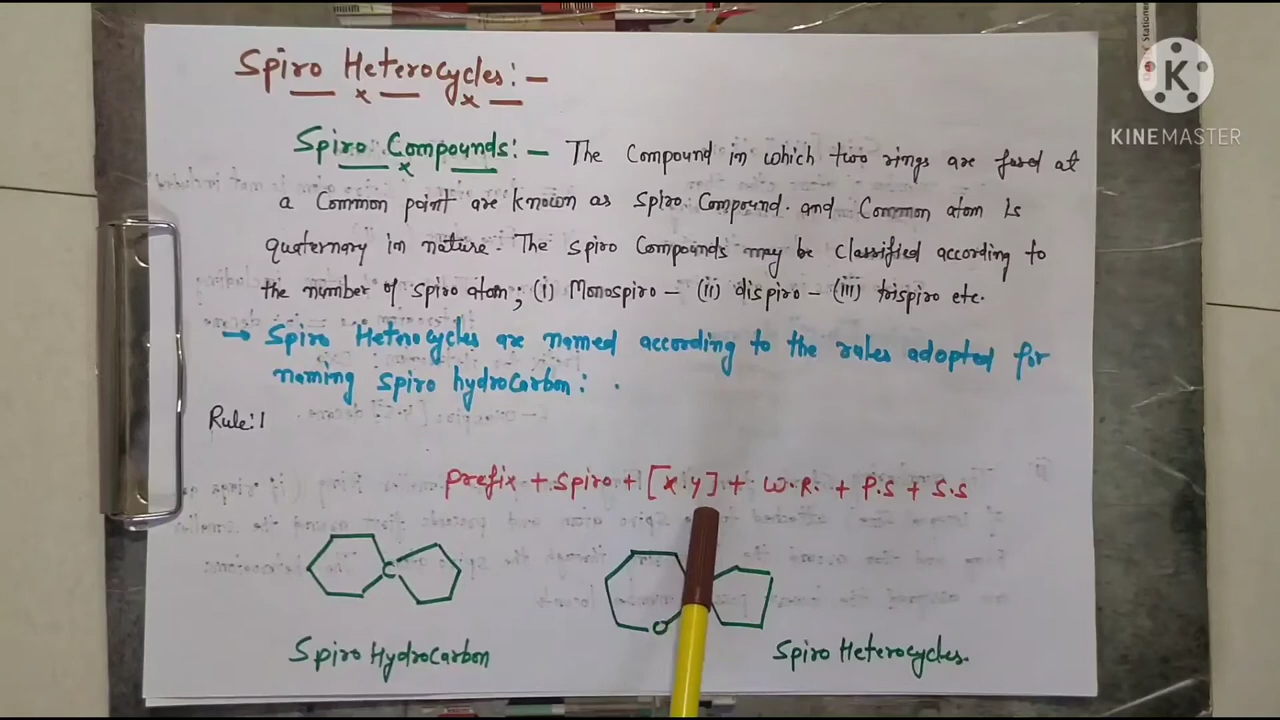 Spiro Heterocycles: -
Spiro Compounds: - The Compound in which two rings are fused at
a Common point are known as Spiro Compound. and Common atom is
quaternary in nature. The spiro Compounds may be Classified according to
the number of spiro atom; (i) Monospiro - (ii) dispiro - (iii) trispiro etc.
→ Spiro Heterocycles are named according to the rules adopted for
naming spiro hydrocarbon:
Rule:1
prefix + spiro + [x.y] + W.R. + P.S + S.S
C
O
Spiro Hydrocarbon
Spiro Heterocycles.
K
KINEMASTER